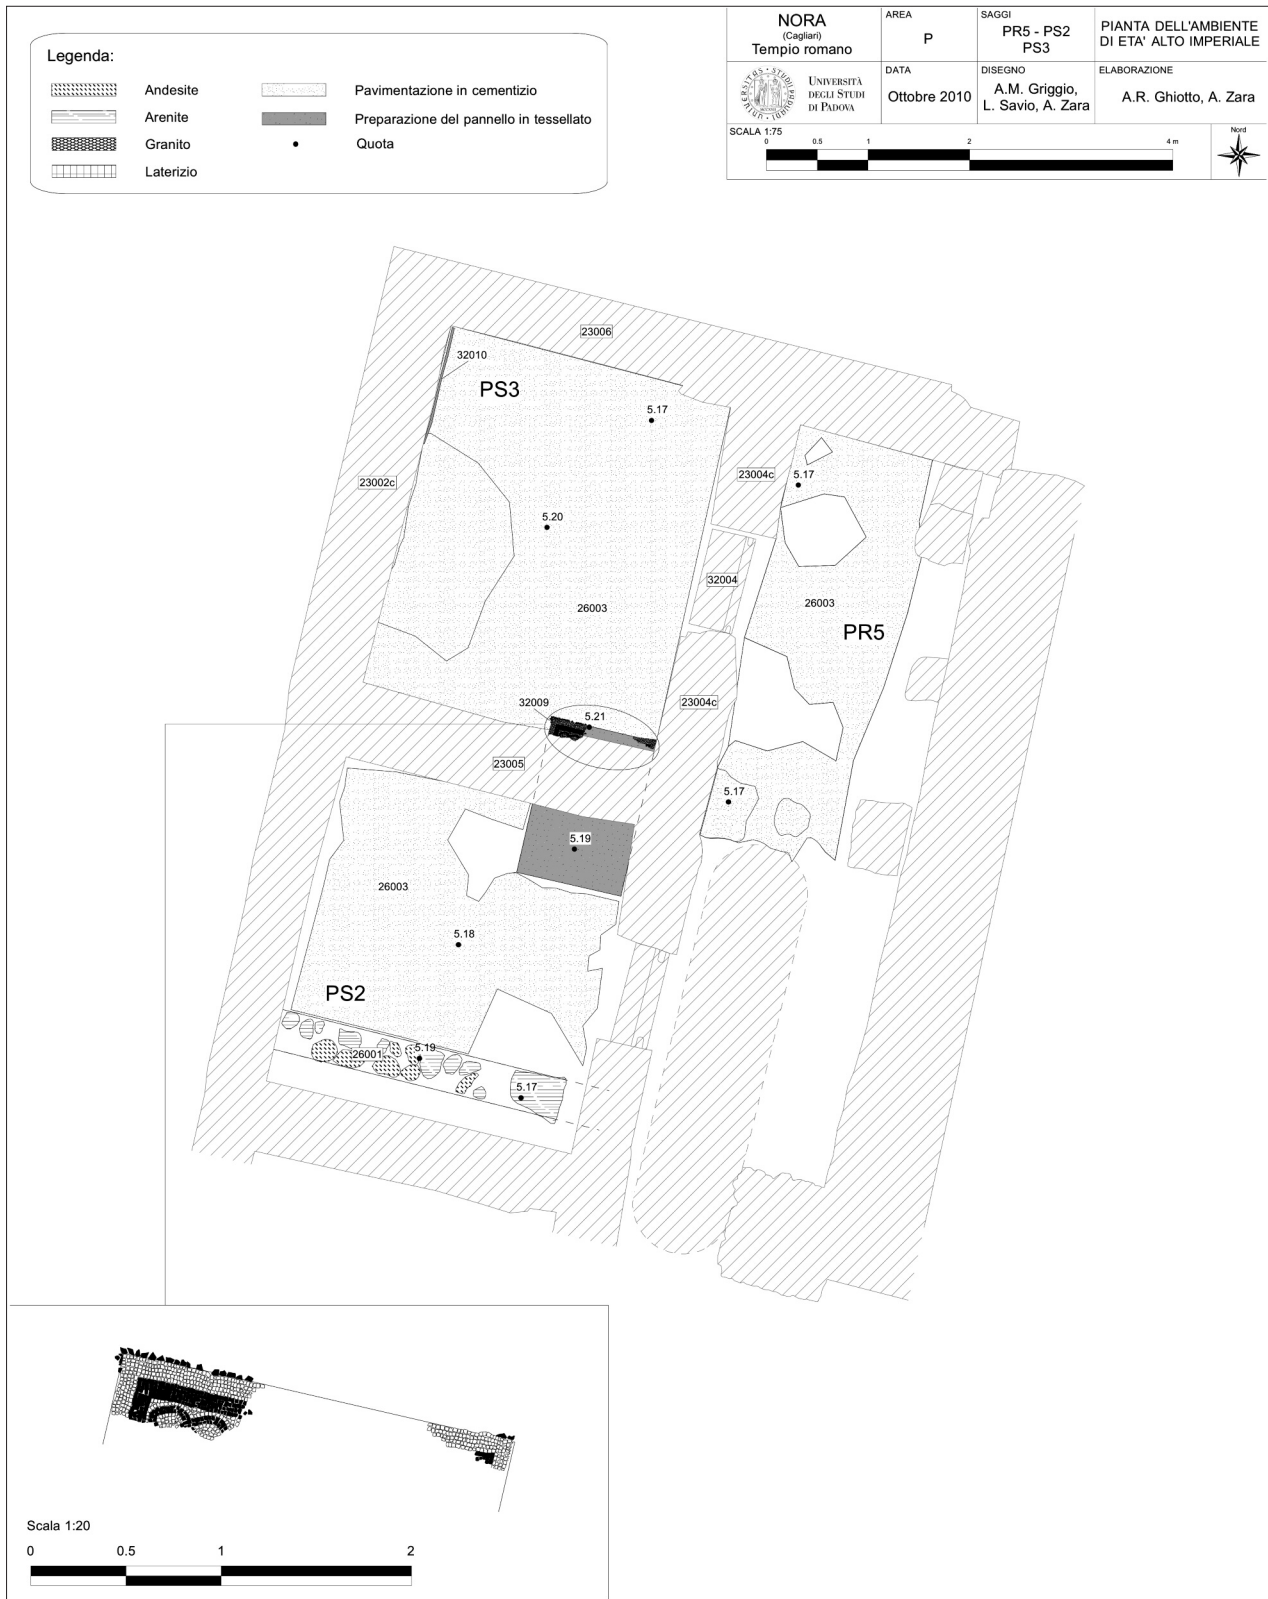 Legenda:
Andesite
Arenite
Granito
Laterizio
Pavimentazione in cementizio
Preparazione del pannello in tessellato
Quota
NORA
(Cagliari)
Tempio romano
AREA
P
SAGGI
PR5 - PS2
PS3
PIANTA DELL'AMBIENTE
DI ETA' ALTO IMPERIALE
UNIVERSITÀ
DEGLI STUDI
DI PADOVA
DATA
Ottobre 2010
DISEGNO
A.M. Griggio,
L. Savio, A. Zara
ELABORAZIONE
A.R. Ghiotto, A. Zara
SCALA 1:75
0 0.5 1 2 4 m
Nord
23006
32010
PS3
5.17
23002c
23004c
5.17
5.20
32004
26003
26003
PR5
32009
5.21
23004c
23005
5.17
5.19
26003
5.18
PS2
26001
5.19
5.17
Scala 1:20
0 0.5 1 2